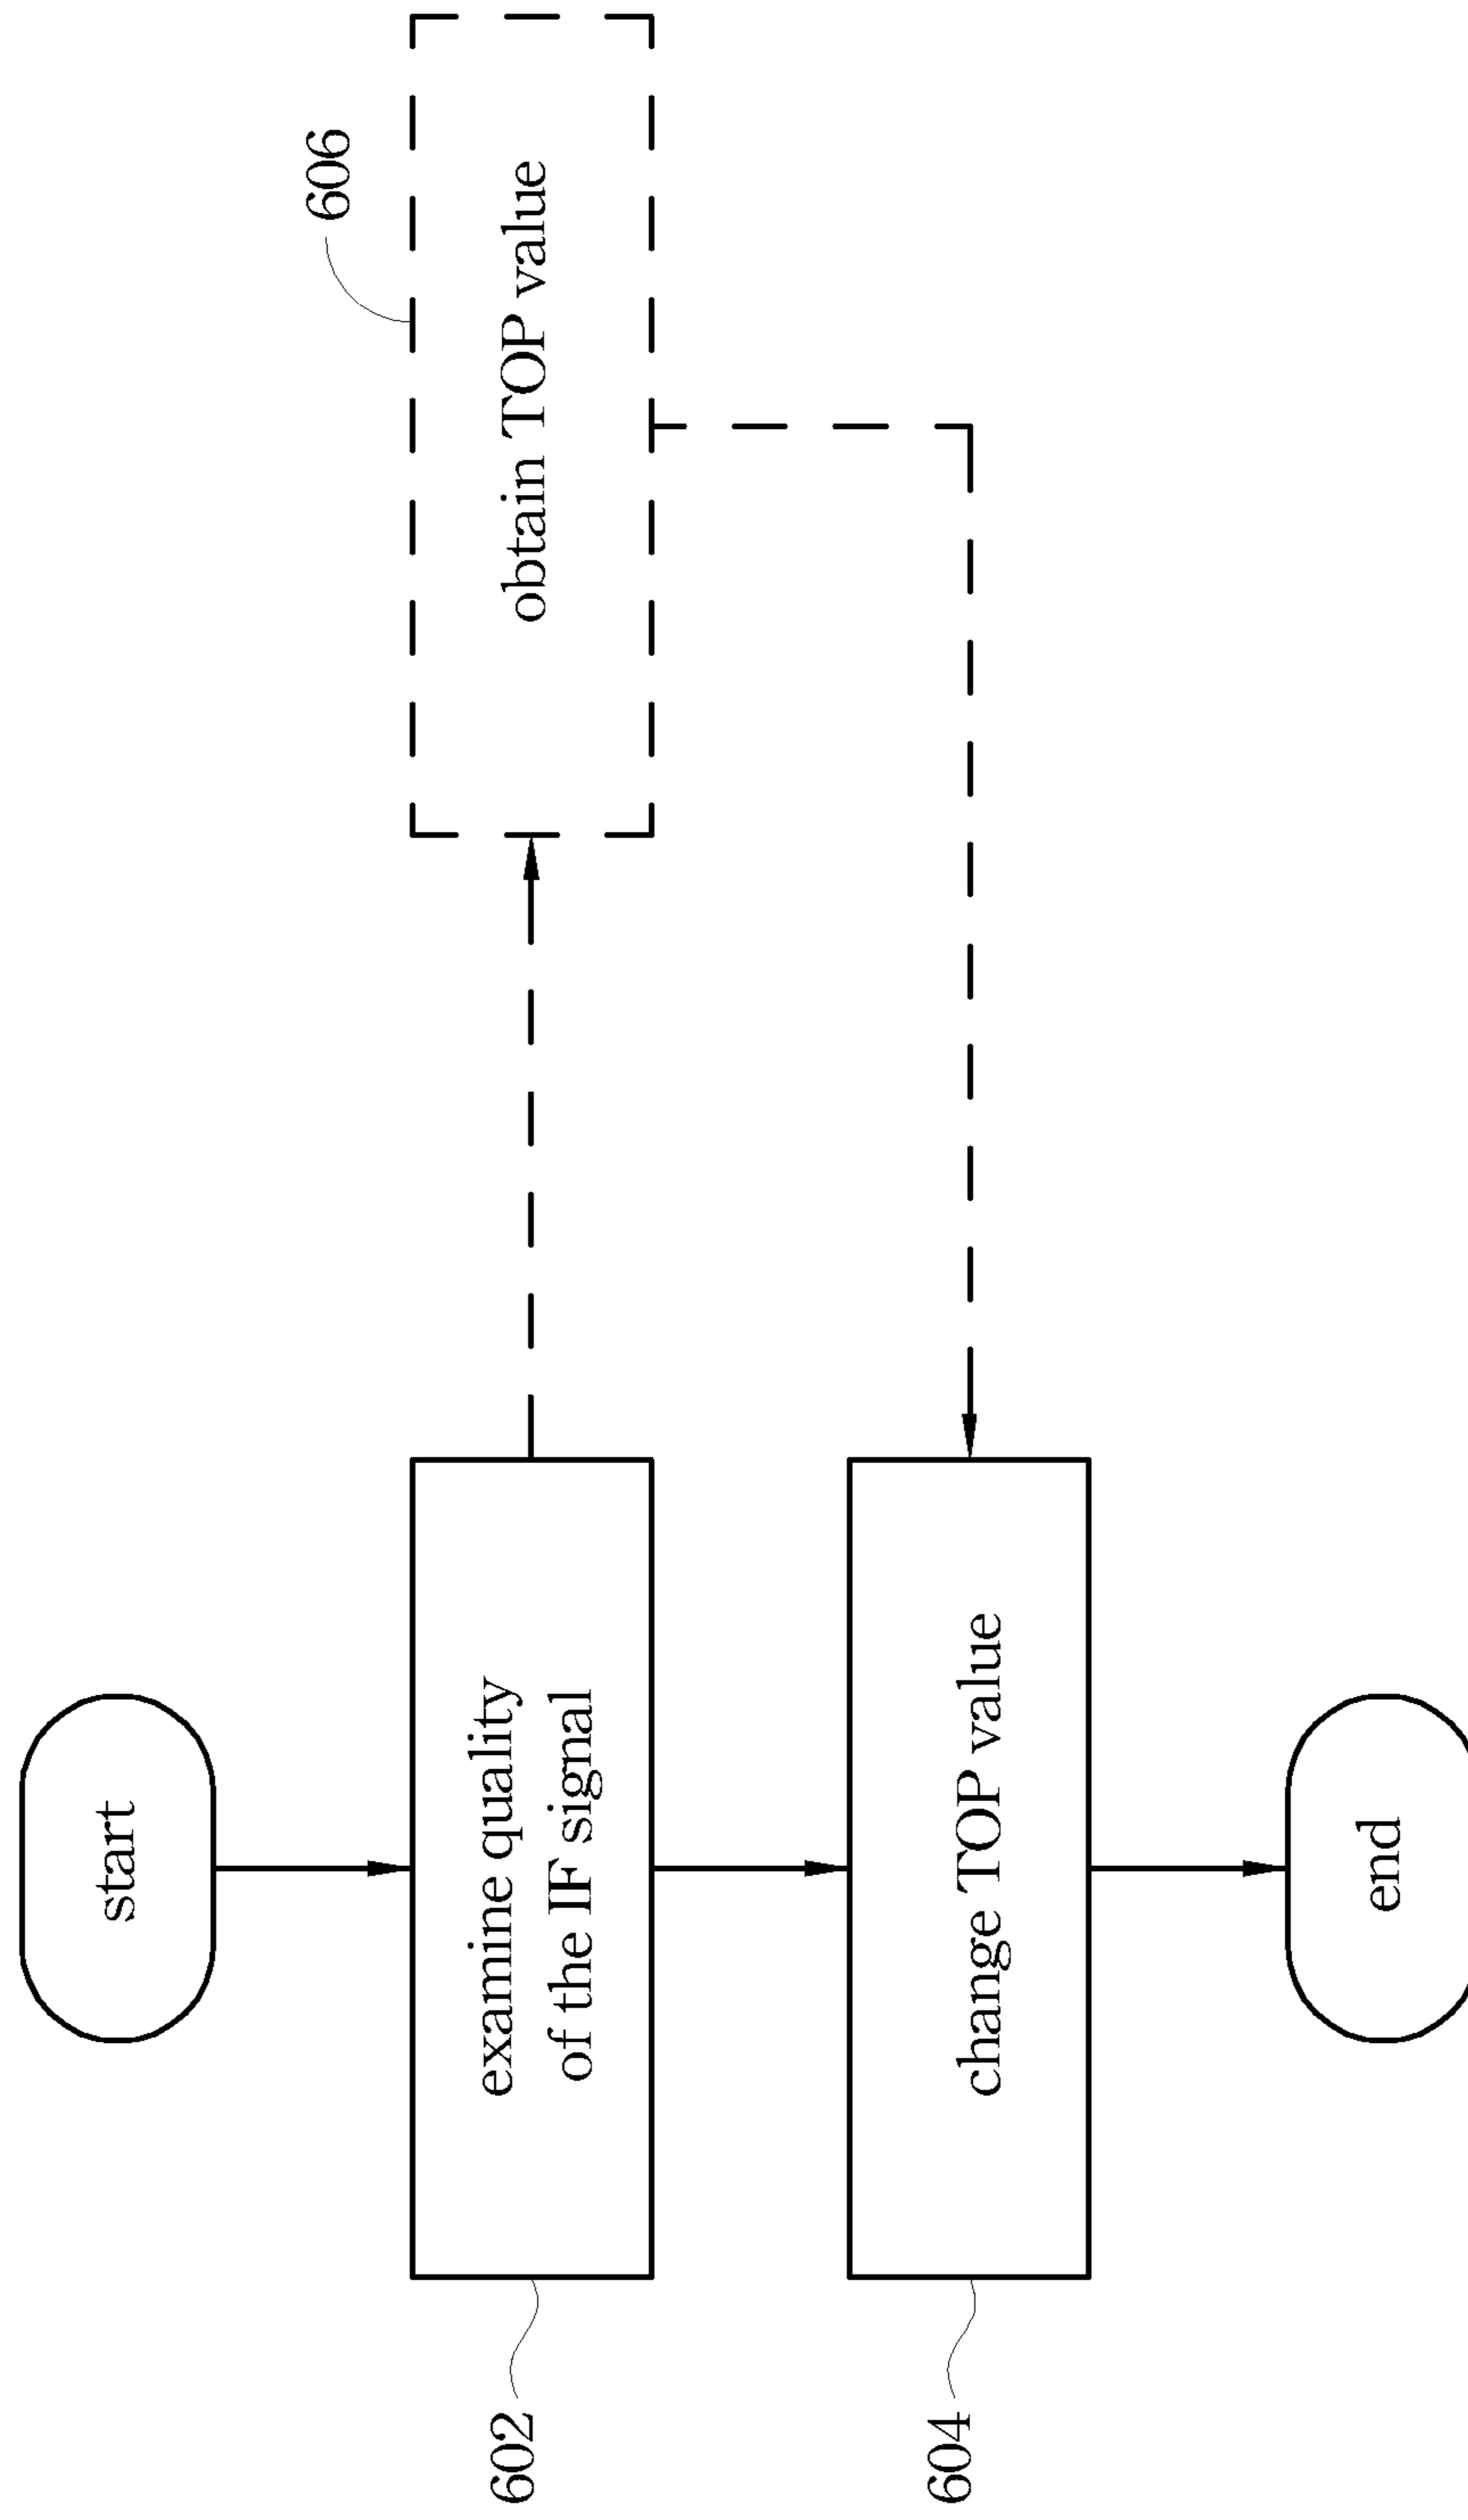 start
602
examine quality
of the IF signal
606
obtain TOP value
604
change TOP value
end